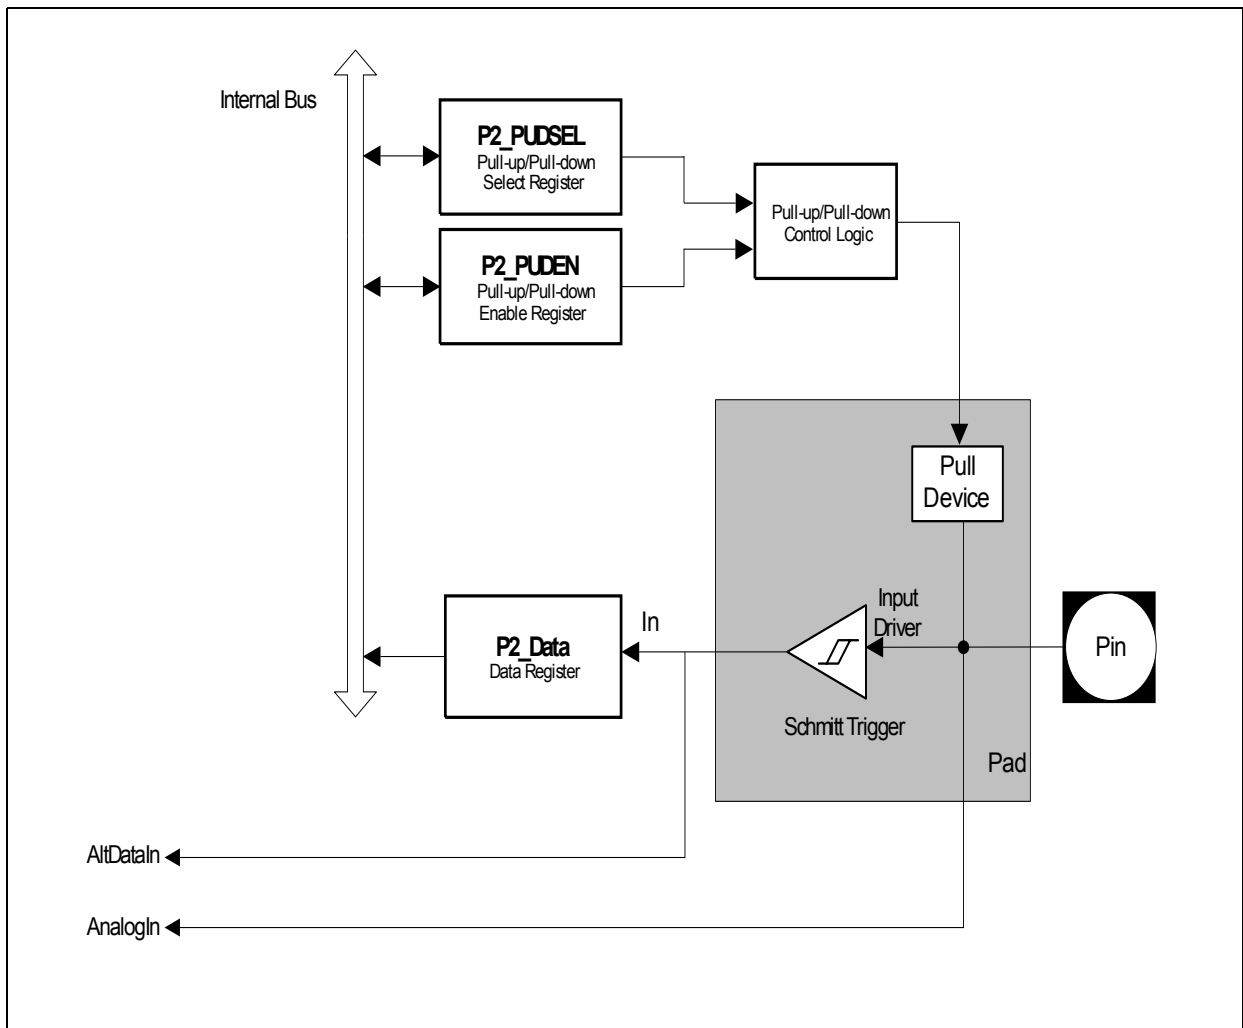 Internal Bus
P2_PUDSEL
Pull-up/Pull-down
Select Register
Pull-up/Pull-down
Control Logic
P2_PUDEN
Pull-up/Pull-down
Enable Register
Pull
Device
Input
Driver
In
P2_Data
Data Register
Pin
Schmitt Trigger
Pad
AltDataIn
AnalogIn